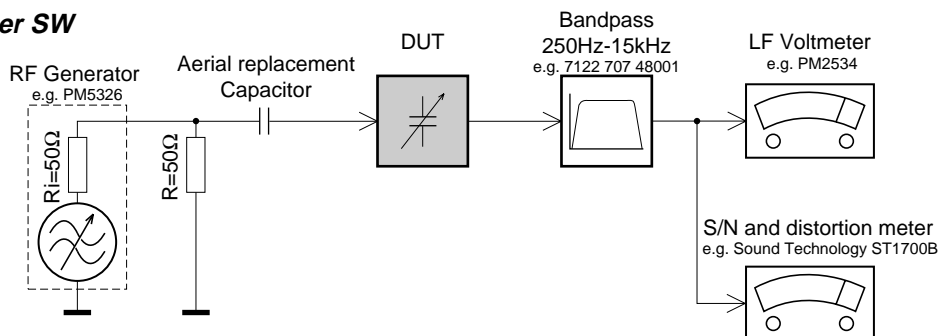 er SW
RF Generator
e.g. PM5326
Ri=50Ω
R=50Ω
Aerial replacement
Capacitor
DUT
Bandpass
250Hz-15kHz
e.g. 7122 707 48001
LF Voltmeter
e.g. PM2534
S/N and distortion meter
e.g. Sound Technology ST1700B